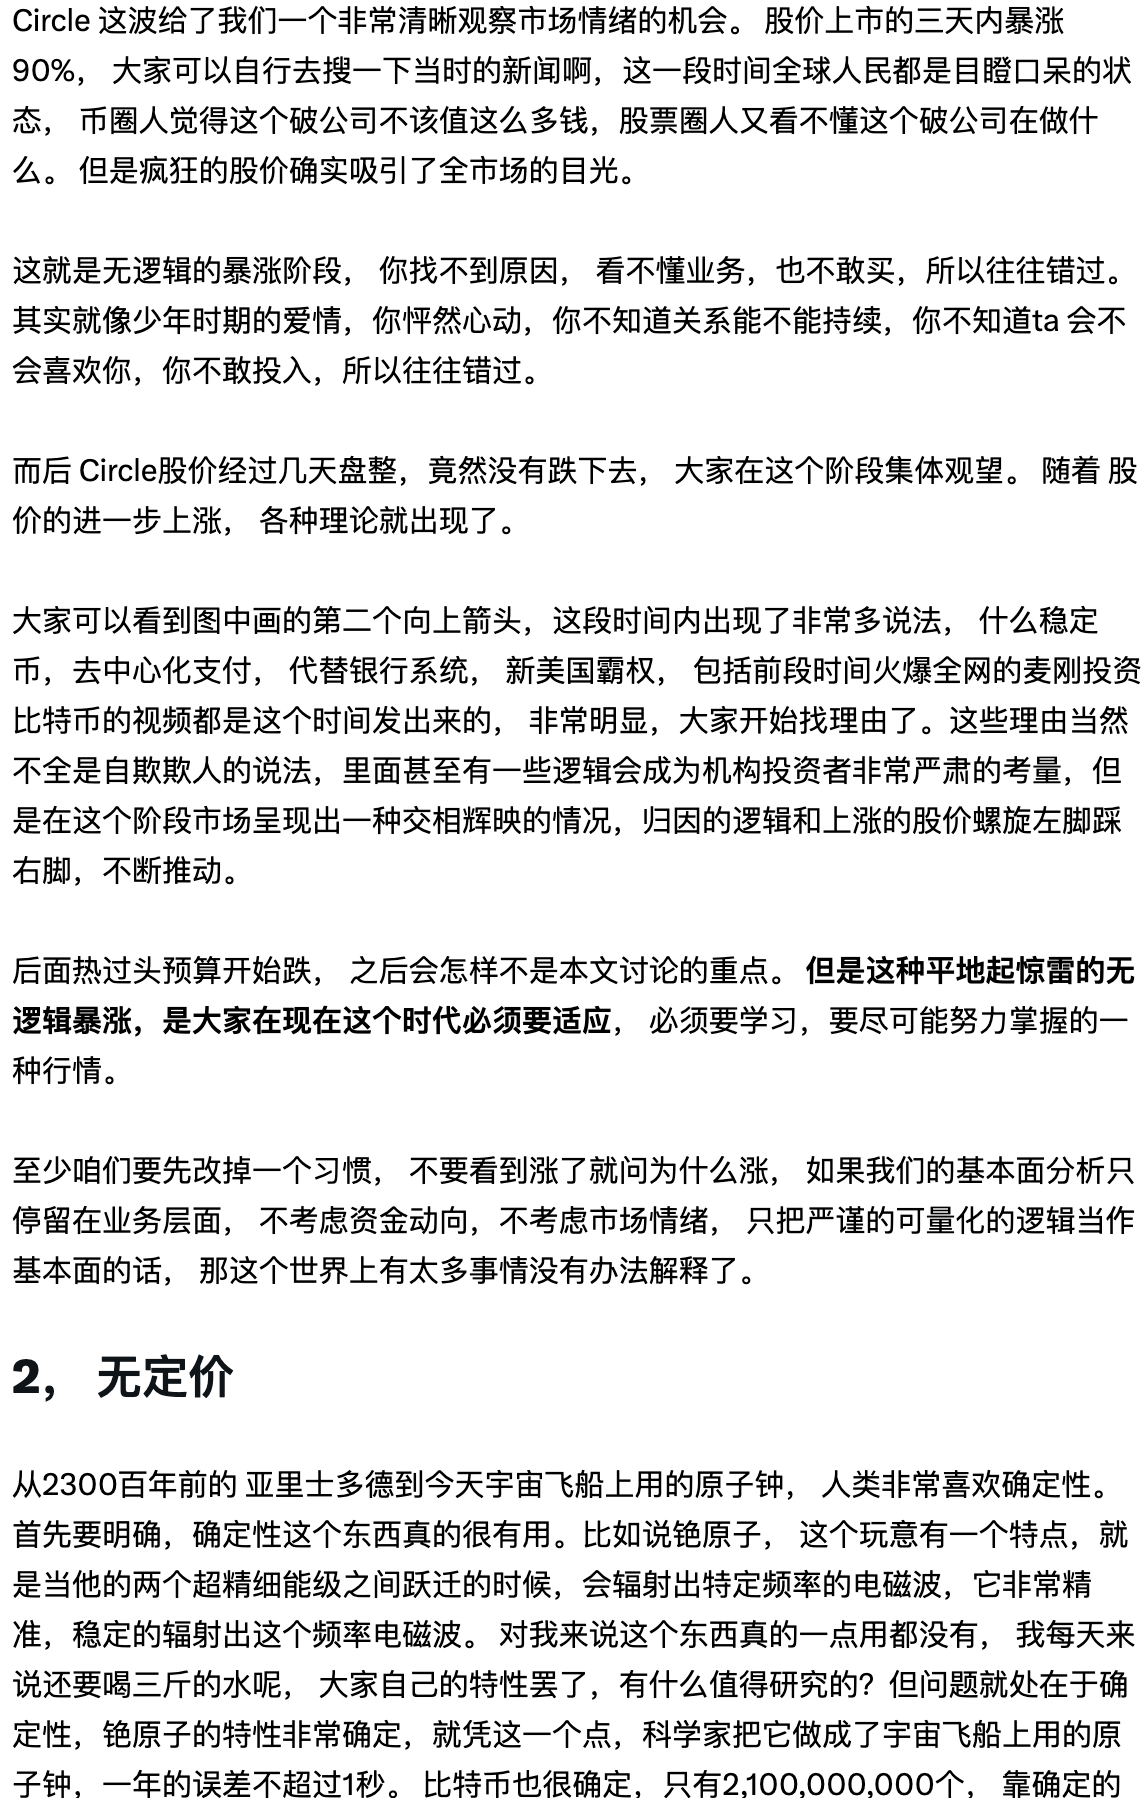 Circle 这波给了我们一个非常清晰观察市场情绪的机会。 股价上市的三天内暴涨
90%， 大家可以自行去搜一下当时的新闻啊，这一段时间全球人民都是目瞪口呆的状
态， 币圈人觉得这个破公司不该值这么多钱，股票圈人又看不懂这个破公司在做什
么。 但是疯狂的股价确实吸引了全市场的目光。
这就是无逻辑的暴涨阶段， 你找不到原因， 看不懂业务，也不敢买，所以往往错过。
其实就像少年时期的爱情，你怦然心动，你不知道关系能不能持续，你不知道ta 会不
会喜欢你，你不敢投入，所以往往错过。
而后 Circle股价经过几天盘整，竟然没有跌下去， 大家在这个阶段集体观望。 随着 股
价的进一步上涨， 各种理论就出现了。
大家可以看到图中画的第二个向上箭头，这段时间内出现了非常多说法， 什么稳定
币，去中心化支付， 代替银行系统， 新美国霸权， 包括前段时间火爆全网的麦刚投资
比特币的视频都是这个时间发出来的， 非常明显，大家开始找理由了。这些理由当然
不全是自欺欺人的说法，里面甚至有一些逻辑会成为机构投资者非常严肃的考量，但
是在这个阶段市场呈现出一种交相辉映的情况，归因的逻辑和上涨的股价螺旋左脚踩
右脚，不断推动。
后面热过头预算开始跌， 之后会怎样不是本文讨论的重点。 但是这种平地起惊雷的无
逻辑暴涨，是大家在现在这个时代必须要适应， 必须要学习，要尽可能努力掌握的一
种行情。
至少咱们要先改掉一个习惯， 不要看到涨了就问为什么涨， 如果我们的基本面分析只
停留在业务层面， 不考虑资金动向，不考虑市场情绪， 只把严谨的可量化的逻辑当作
基本面的话， 那这个世界上有太多事情没有办法解释了。
2， 无定价
从2300百年前的 亚里士多德到今天宇宙飞船上用的原子钟， 人类非常喜欢确定性。
首先要明确，确定性这个东西真的很有用。比如说铯原子， 这个玩意有一个特点，就
是当他的两个超精细能级之间跃迁的时候，会辐射出特定频率的电磁波，它非常精
准，稳定的辐射出这个频率电磁波。 对我来说这个东西真的一点用都没有， 我每天来
说还要喝三斤的水呢， 大家自己的特性罢了，有什么值得研究的？但问题就处在于确
定性，铯原子的特性非常确定，就凭这一个点，科学家把它做成了宇宙飞船上用的原
子钟，一年的误差不超过1秒。 比特币也很确定，只有2,100,000,000个， 靠确定的